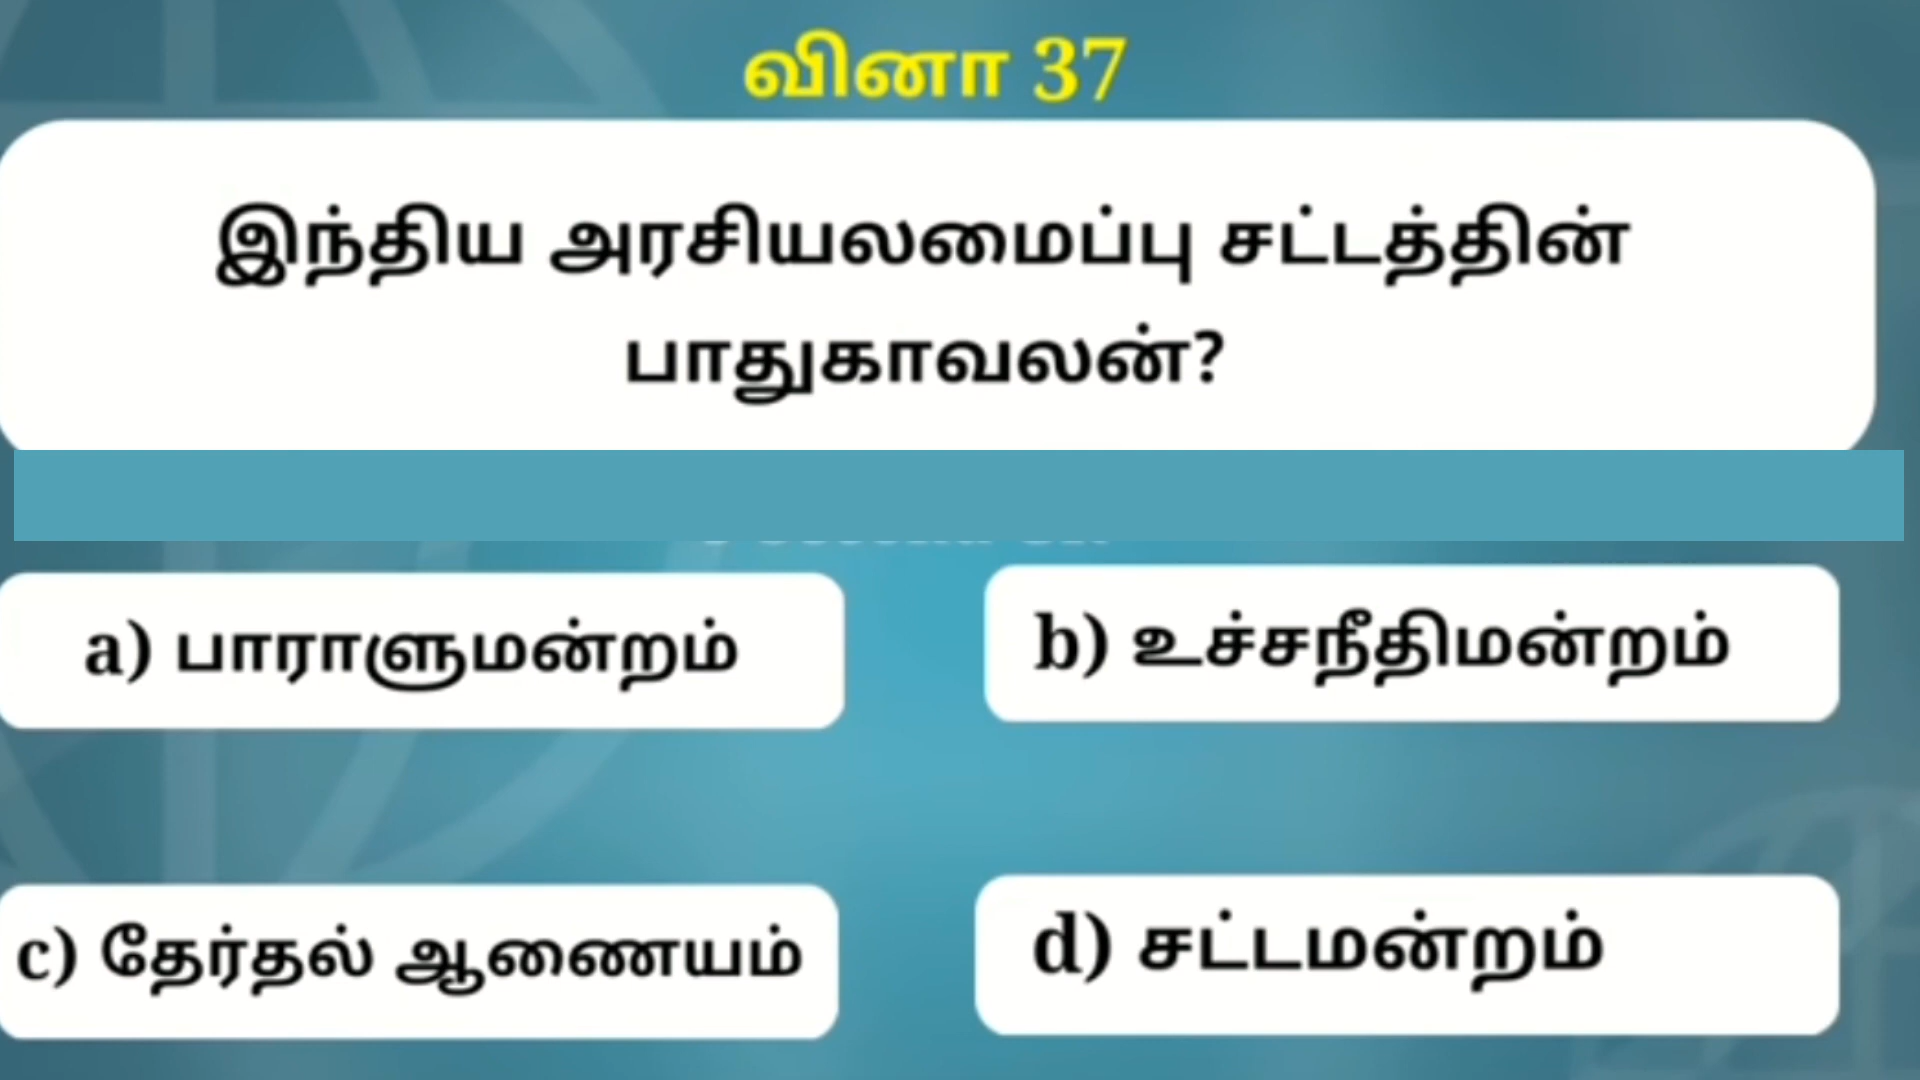 வினா 37
இந்திய அரசியலமைப்பு சட்டத்தின்
பாதுகாவலன்?
a) பாராளுமன்றம்
b) உச்சநீதிமன்றம்
c) தேர்தல் ஆணையம்
d) சட்டமன்றம்